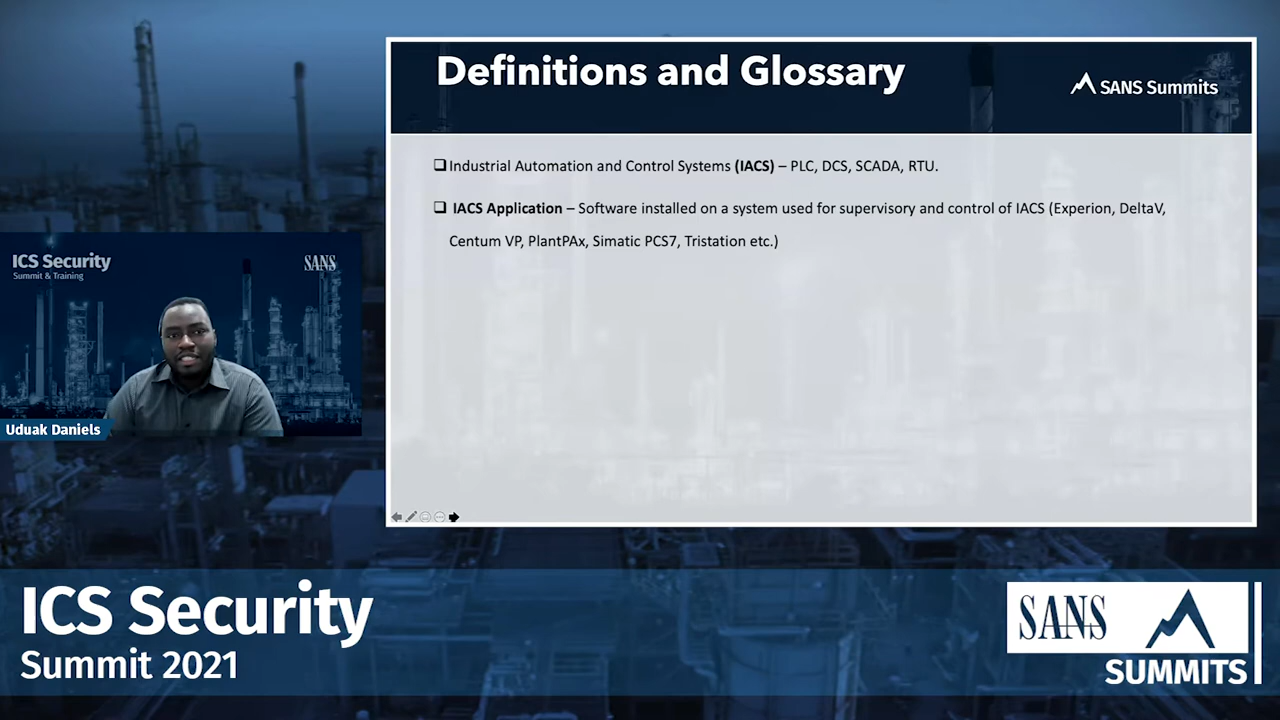 Definitions and Glossary
SANS Summits
❑ Industrial Automation and Control Systems (IACS) – PLC, DCS, SCADA, RTU.
❑ IACS Application – Software installed on a system used for supervisory and control of IACS (Experion, DeltaV,
Centum VP, PlantPAx, Simatic PCS7, Tristation etc.)
ICS Security
Summit & Training
SANS
Uduak Daniels
ICS Security
Summit 2021
SANS
SUMMITS